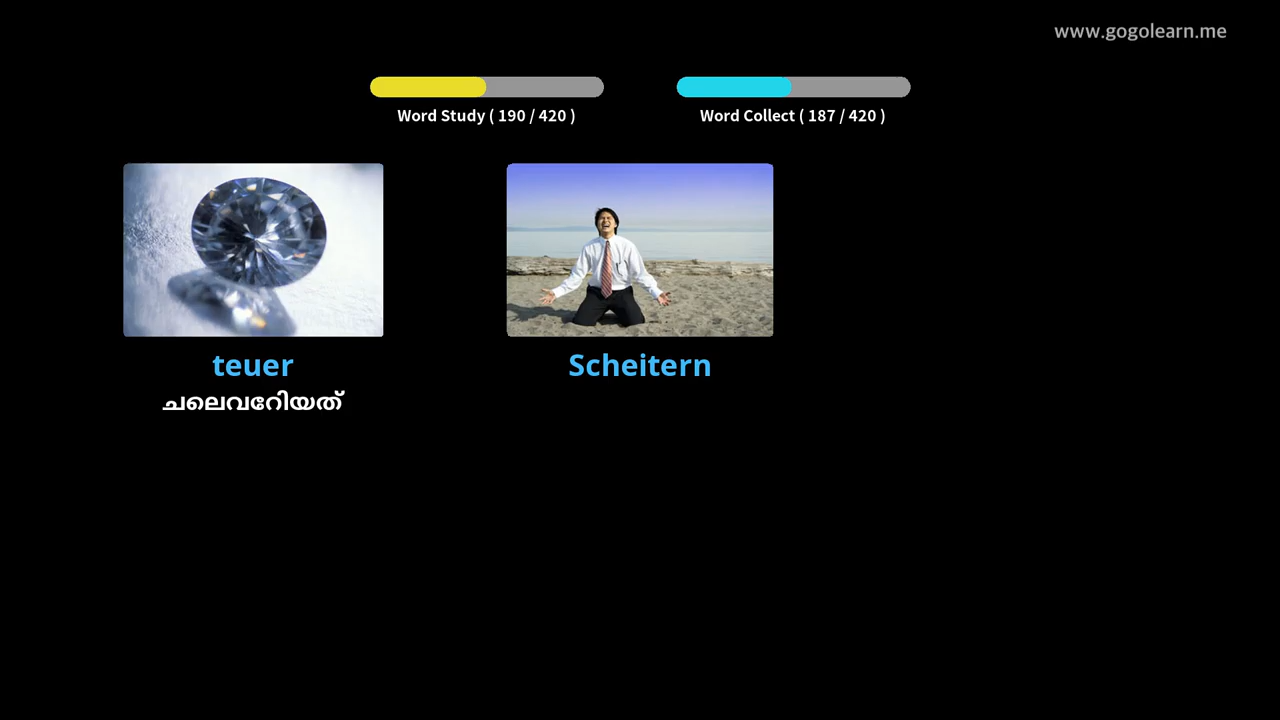 www.gogolearn.me
Word Study ( 190 / 420 )
Word Collect ( 187 / 420 )
teuer
ചലെവറേിയത്
Scheitern